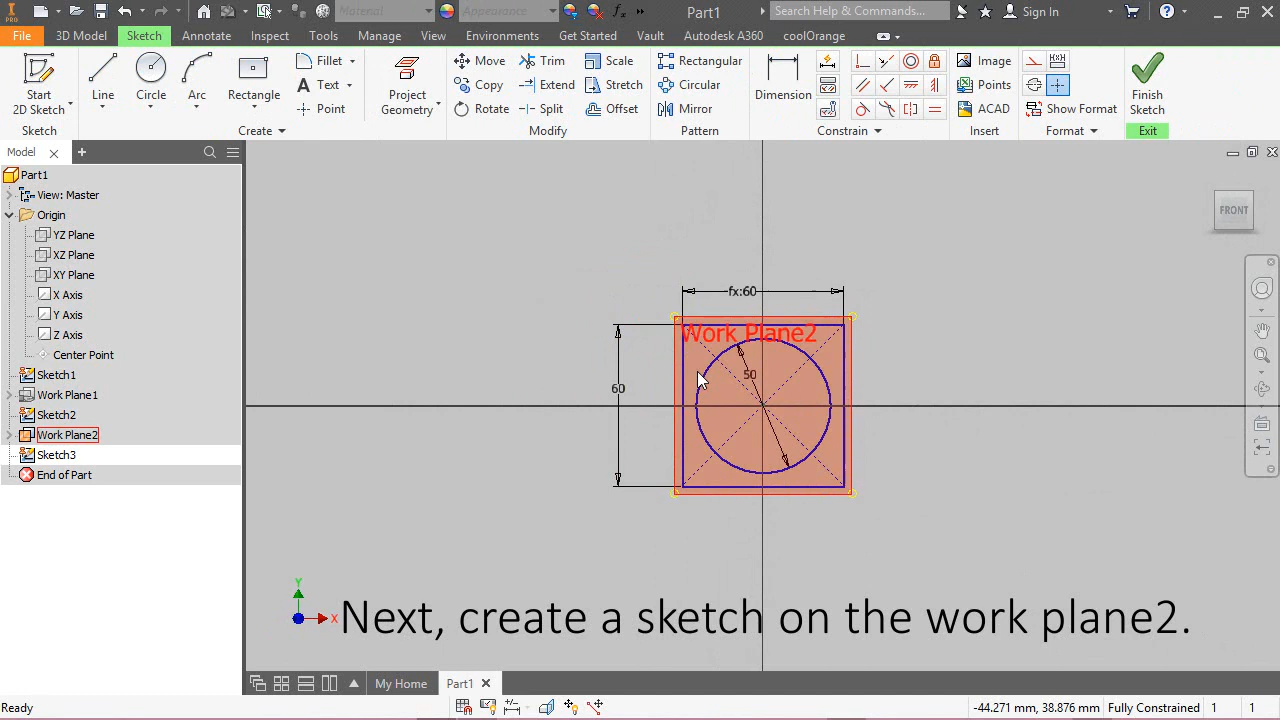 PRO
Material
Appearance
Part1
Search Help & Commands...
Sign In
File
3D Model
Sketch
Annotate
Inspect
Tools
Manage
View
Environments
Get Started
Vault
Autodesk A360
coolOrange
Start
2D Sketch
Line
Circle
Arc
Rectangle
Fillet
Text
Point
Project
Geometry
Move
Copy
Rotate
Trim
Extend
Split
Scale
Stretch
Offset
Rectangular
Circular
Mirror
Dimension
Image
Points
ACAD
Show Format
Finish
Sketch
Sketch
Create
Modify
Pattern
Constrain
Insert
Format
Exit
Model
Part1
View: Master
Origin
YZ Plane
XZ Plane
XY Plane
X Axis
Y Axis
Z Axis
Center Point
Sketch1
Work Plane1
Sketch2
Work Plane2
Sketch3
End of Part
FRONT
fx:60
Work Plane2
50
60
Y
X
Next, create a sketch on the work plane2.
My Home
Part1
Ready
-44.271 mm, 38.876 mm
Fully Constrained
1
1